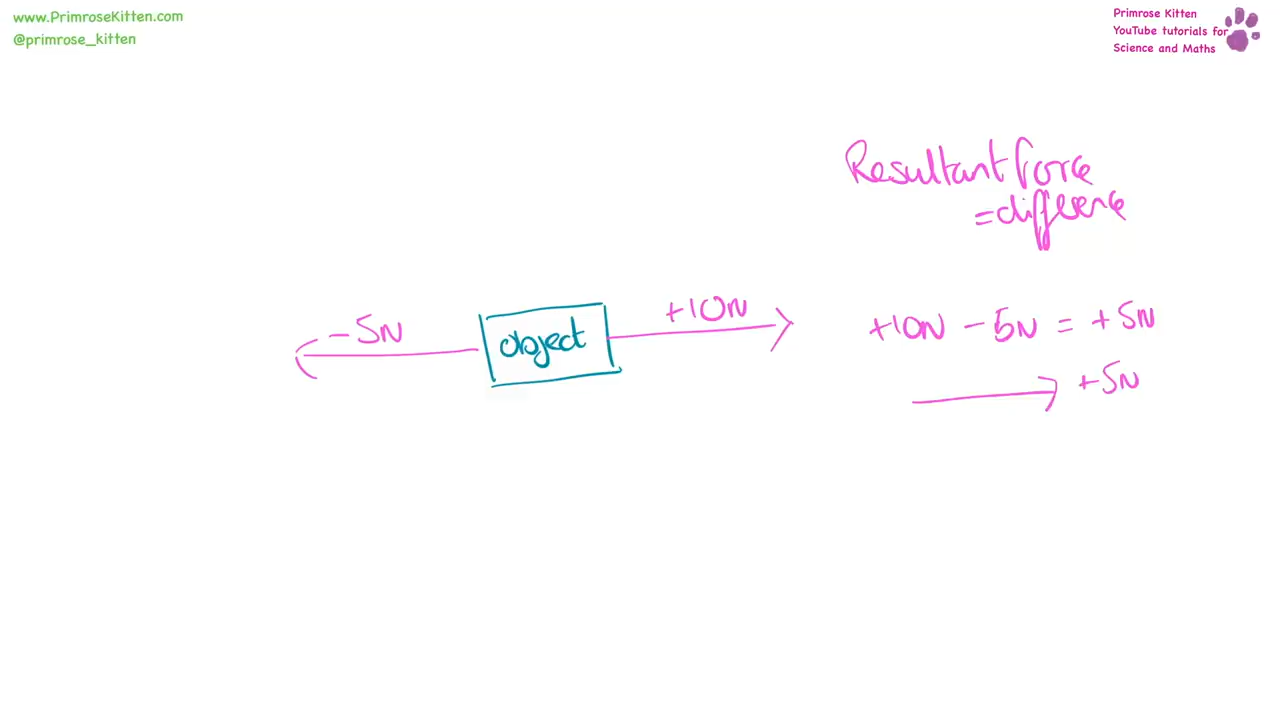 www.PrimroseKitten.com
@primrose_kitten
Primrose Kitten
YouTube tutorials for
Science and Maths
Resultant force
=difference
-5N
object
+10N
+10N - 5N = +5N
+5N